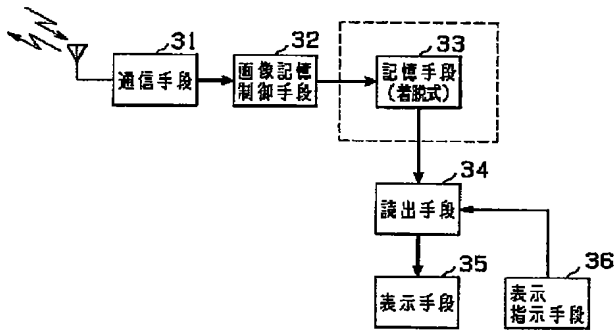 31
通信手段
32
画像記憶
制御手段
33
記憶手段
(着脱式)
34
読出手段
35
表示手段
36
表示
指示手段